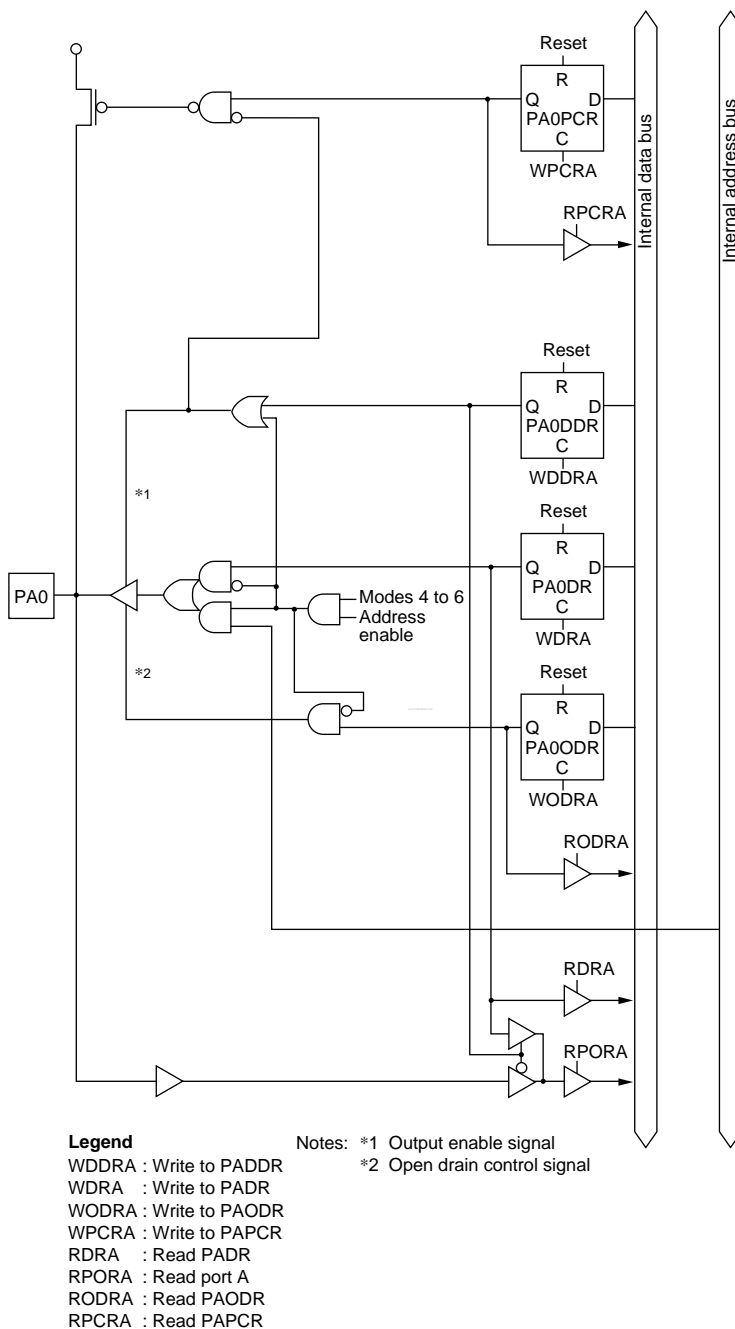 Reset
R
Q D
PA0PCR
C
WPCRA
RPCRA
Internal data bus
Internal address bus
Reset
R
Q D
PA0DDR
C
WDDRA
*1
Reset
R
Q D
PA0DR
C
WDRA
PA0
Modes 4 to 6
Address
enable
*2
Reset
R
Q D
PA0ODR
C
WODRA
RODRA
RDRA
RPORA
Legend
WDDRA : Write to PADDR
WDRA : Write to PADR
WODRA : Write to PAODR
WPCRA : Write to PAPCR
RDRA : Read PADR
RPORA : Read port A
RODRA : Read PAODR
RPCRA : Read PAPCR
Notes: *1 Output enable signal
*2 Open drain control signal